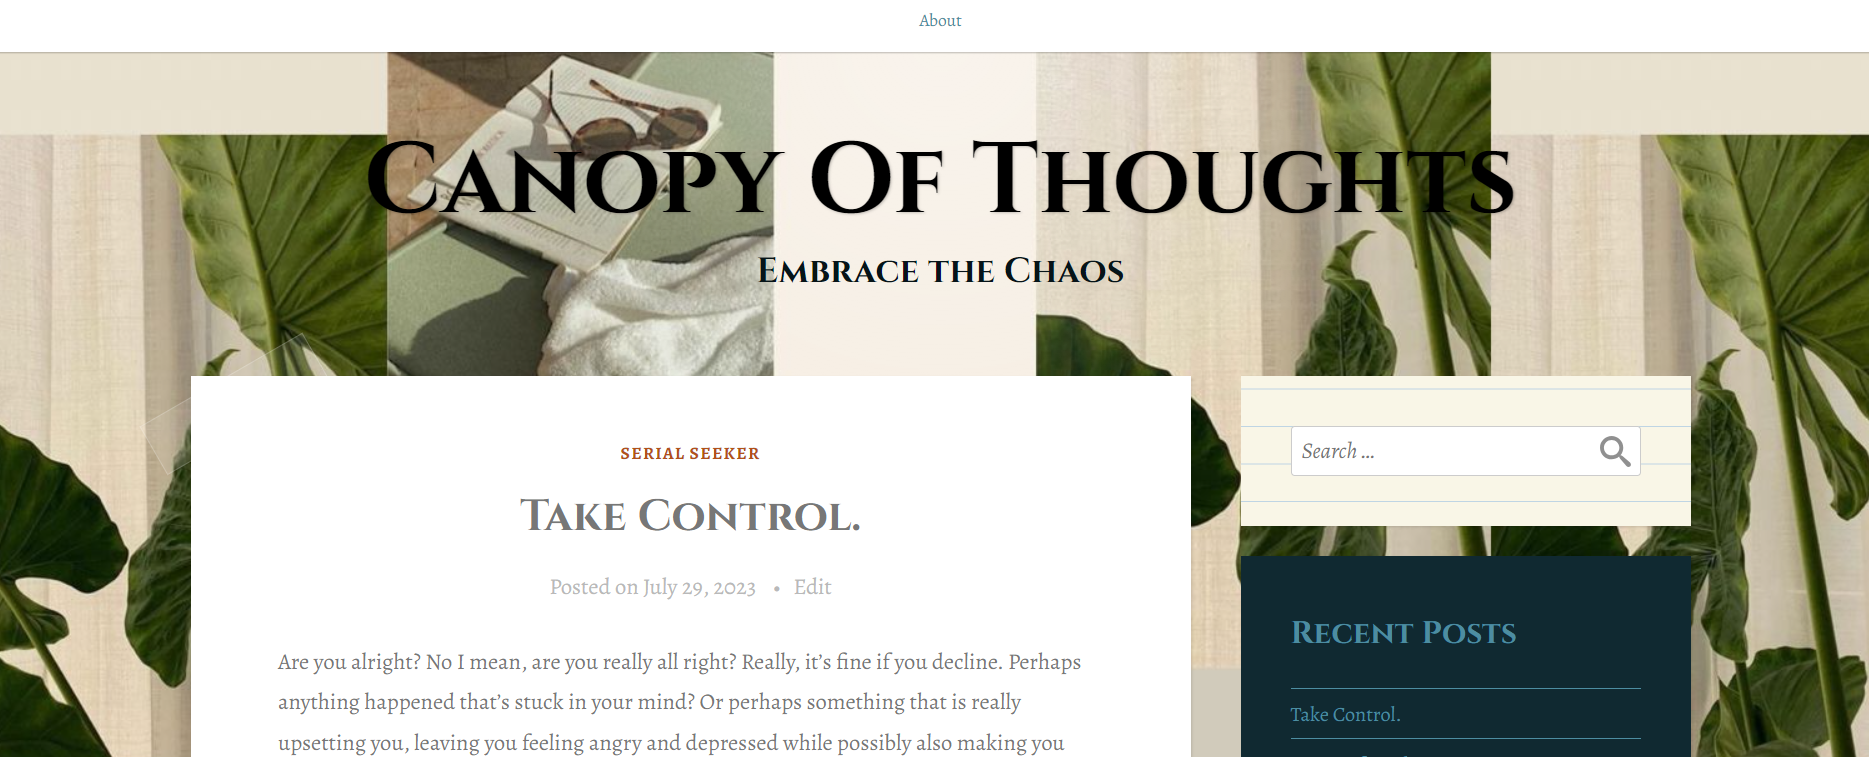 About
Canopy Of Thoughts
Embrace the Chaos
SERIAL SEEKER
Take Control.
Posted on July 29, 2023 • Edit
Are you alright? No I mean, are you really all right? Really, it’s fine if you decline. Perhaps
anything happened that’s stuck in your mind? Or perhaps something that is really
upsetting you, leaving you feeling angry and depressed while possibly also making you
Search ...
Recent Posts
Take Control.